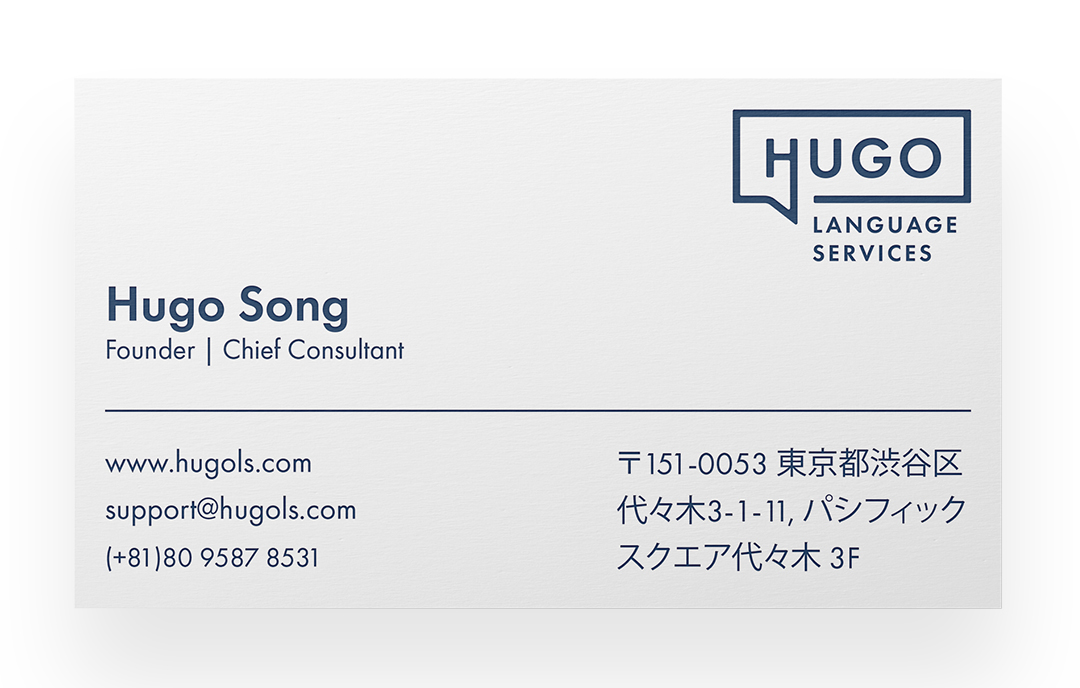 HUGO
LANGUAGE
SERVICES
Hugo Song
Founder | Chief Consultant
www.hugols.com
support@hugols.com
(+81)80 9587 8531
〒151-0053 東京都渋谷区
代々木3-1-11, パシフィック
スクエア代々木 3F